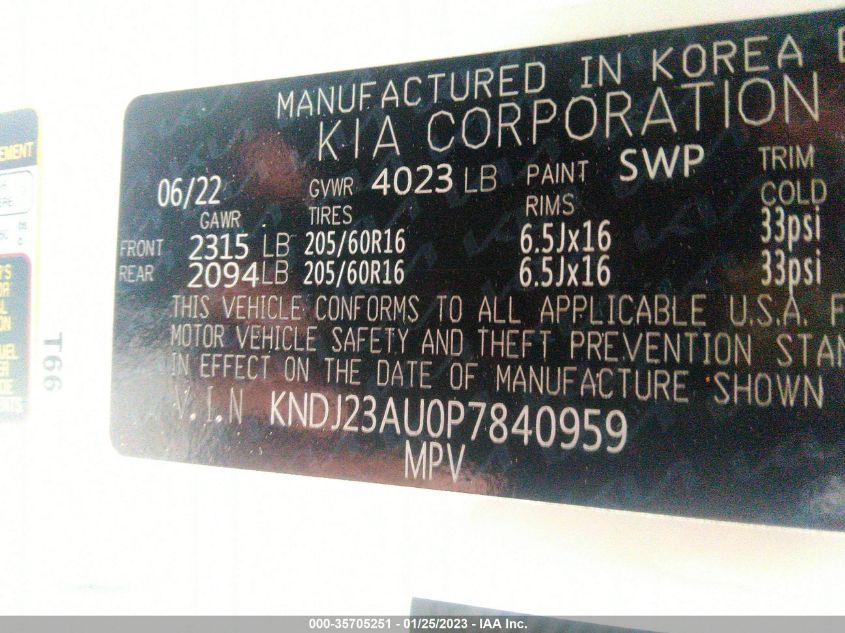 MANUFACTURED IN KOREA
KIA CORPORATION
06/22 GVWR 4023 LB PAINT SWP TRIM
GAWR TIRES RIMS COLD
FRONT 2315 LB 205/60R16 6.5Jx16 33psi
REAR 2094 LB 205/60R16 6.5Jx16 33psi
THIS VEHICLE CONFORMS TO ALL APPLICABLE U.S.A. F
MOTOR VEHICLE SAFETY AND THEFT PREVENTION STAN
IN EFFECT ON THE DATE OF MANUFACTURE SHOWN
V.I.N KNDJ23AU0P7840959
MPV
EMENT
T66
000-35705251 - 01/25/2023 - IAA Inc.